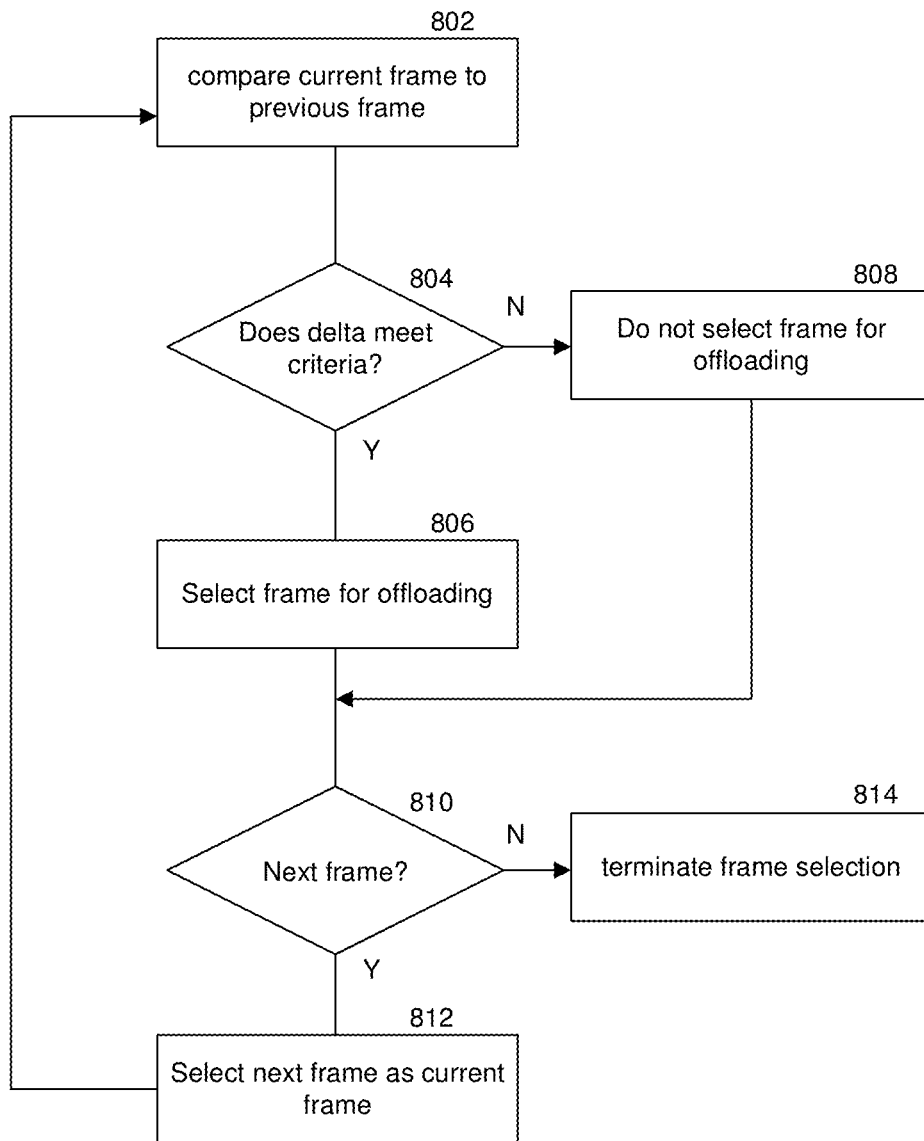 802
compare current frame to
previous frame
804
Does delta meet
criteria?
N
808
Do not select frame for
offloading
Y
806
Select frame for offloading
810
Next frame?
N
814
terminate frame selection
Y
812
Select next frame as current
frame